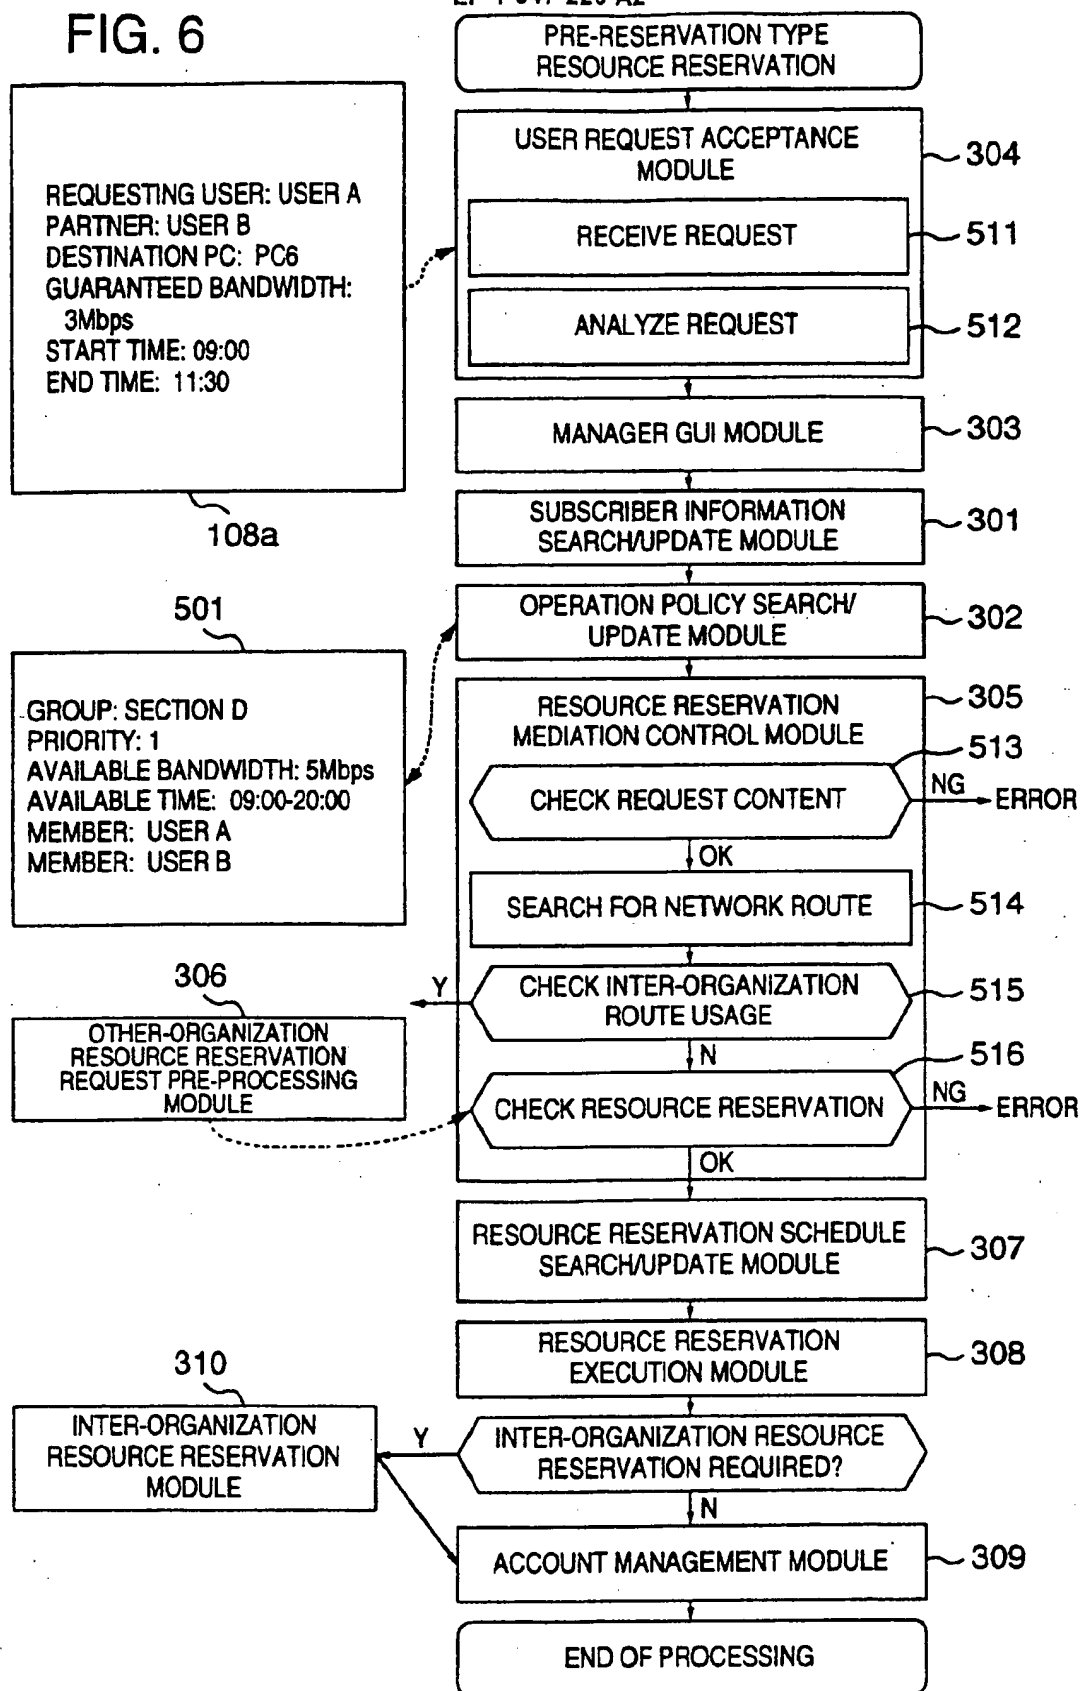 FIG. 6
PRE-RESERVATION TYPE
RESOURCE RESERVATION
REQUESTING USER: USER A
PARTNER: USER B
DESTINATION PC: PC6
GUARANTEED BANDWIDTH:
3Mbps
START TIME: 09:00
END TIME: 11:30
108a
USER REQUEST ACCEPTANCE
MODULE
304
RECEIVE REQUEST
511
ANALYZE REQUEST
512
MANAGER GUI MODULE
303
SUBSCRIBER INFORMATION
SEARCH/UPDATE MODULE
301
OPERATION POLICY SEARCH/
UPDATE MODULE
302
501
GROUP: SECTION D
PRIORITY: 1
AVAILABLE BANDWIDTH: 5Mbps
AVAILABLE TIME: 09:00-20:00
MEMBER: USER A
MEMBER: USER B
RESOURCE RESERVATION
MEDIATION CONTROL MODULE
305
513
CHECK REQUEST CONTENT
NG
ERROR
OK
SEARCH FOR NETWORK ROUTE
514
CHECK INTER-ORGANIZATION
ROUTE USAGE
515
Y
N
306
OTHER-ORGANIZATION
RESOURCE RESERVATION
REQUEST PRE-PROCESSING
MODULE
516
CHECK RESOURCE RESERVATION
NG
ERROR
OK
RESOURCE RESERVATION SCHEDULE
SEARCH/UPDATE MODULE
307
RESOURCE RESERVATION
EXECUTION MODULE
308
310
INTER-ORGANIZATION
RESOURCE RESERVATION
MODULE
Y
INTER-ORGANIZATION RESOURCE
RESERVATION REQUIRED?
N
ACCOUNT MANAGEMENT MODULE
309
END OF PROCESSING